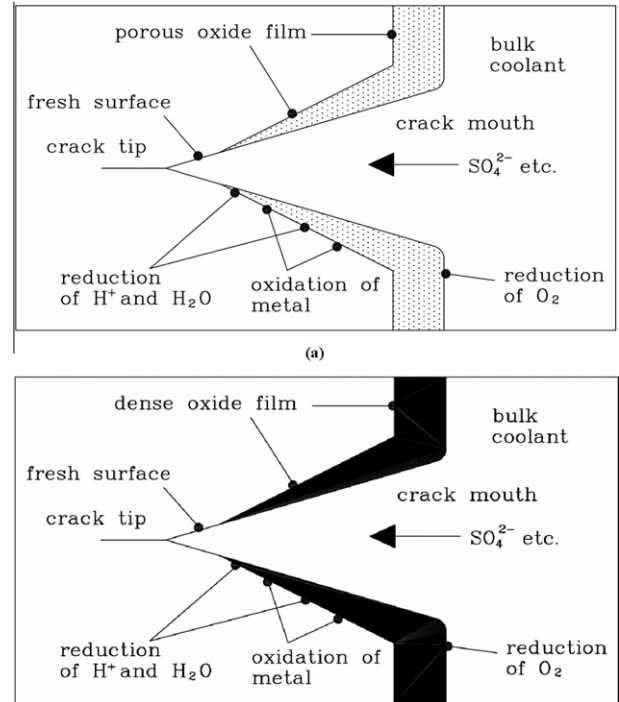 porous oxide film
bulk
coolant
fresh surface
crack mouth
crack tip
SO₄²⁻ etc.
reduction
of H⁺ and H₂O
oxidation of
metal
reduction
of O₂
(a)
dense oxide film
bulk
coolant
fresh surface
crack mouth
crack tip
SO₄²⁻ etc.
reduction
of H⁺ and H₂O
oxidation of
metal
reduction
of O₂